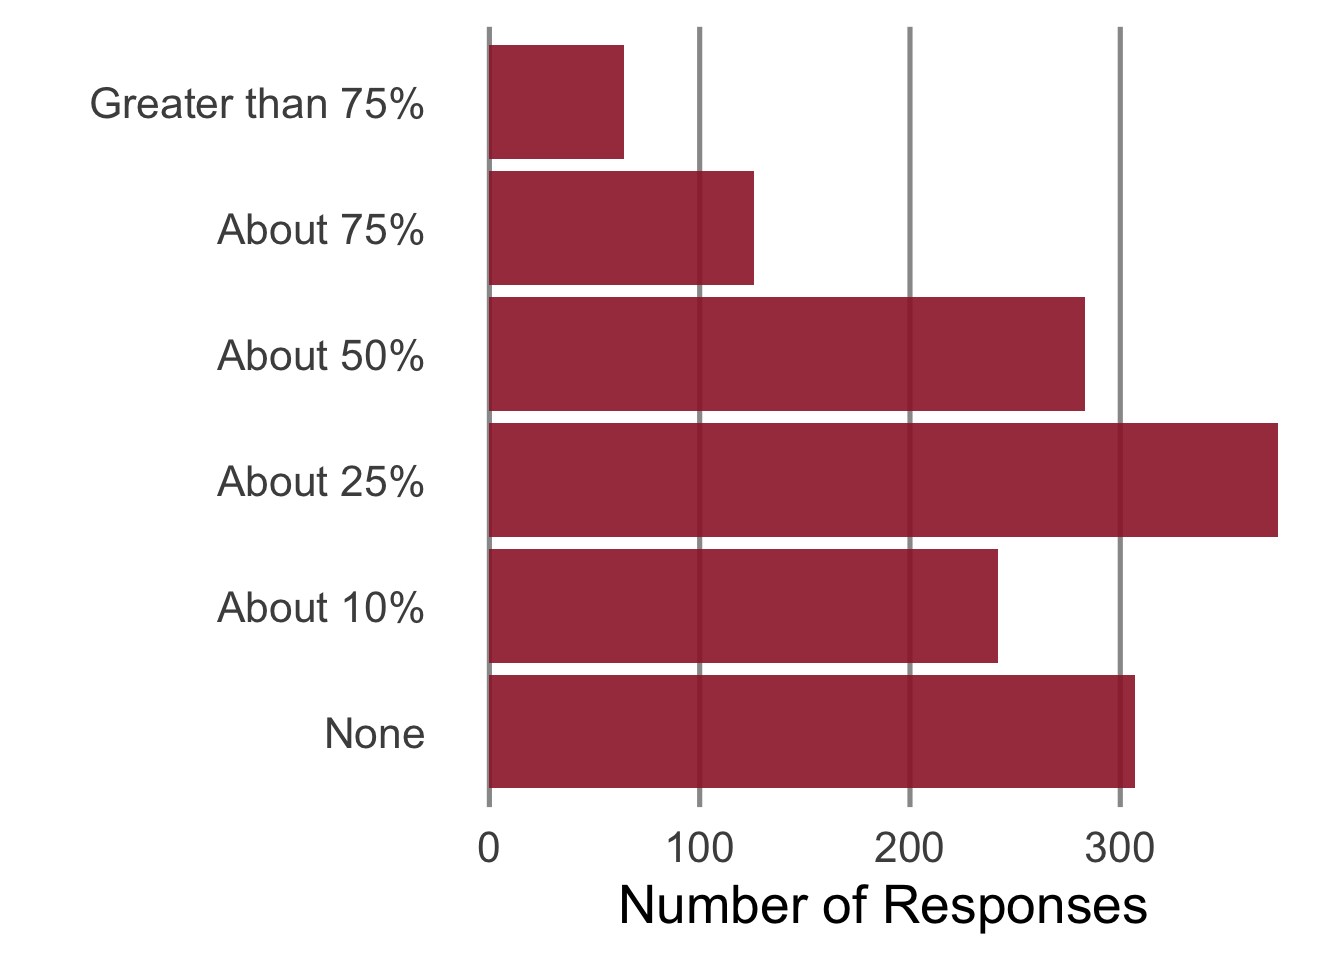 Greater than 75%
About 75%
About 50%
About 25%
About 10%
None
0 100 200 300
Number of Responses